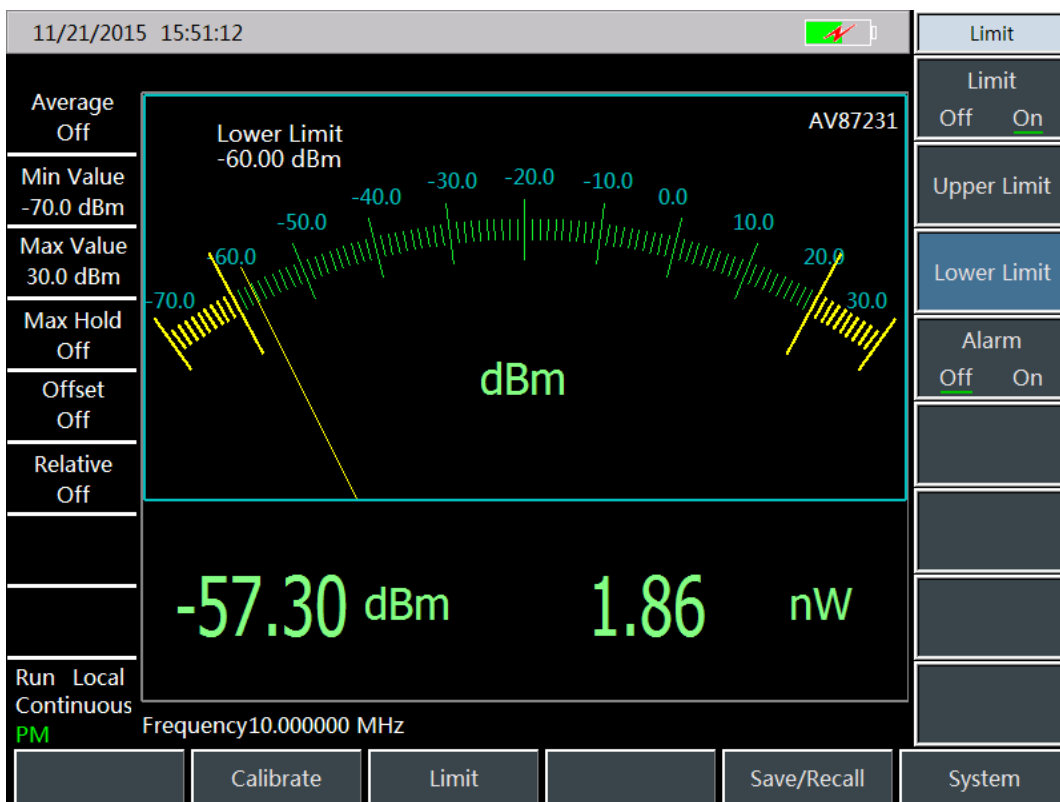 11/21/2015 15:51:12
Limit
Average
Off
Min Value
-70.0 dBm
Max Value
30.0 dBm
Max Hold
Off
Offset
Off
Relative
Off
Run Local
Continuous
PM
Lower Limit
-60.00 dBm
AV87231
-70.0
-60.0
-50.0
-40.0
-30.0
-20.0
-10.0
0.0
10.0
20.0
30.0
dBm
-57.30 dBm 1.86 nW
Frequency10.000000 MHz
Limit
Off On
Upper Limit
Lower Limit
Alarm
Off On
Calibrate Limit Save/Recall System